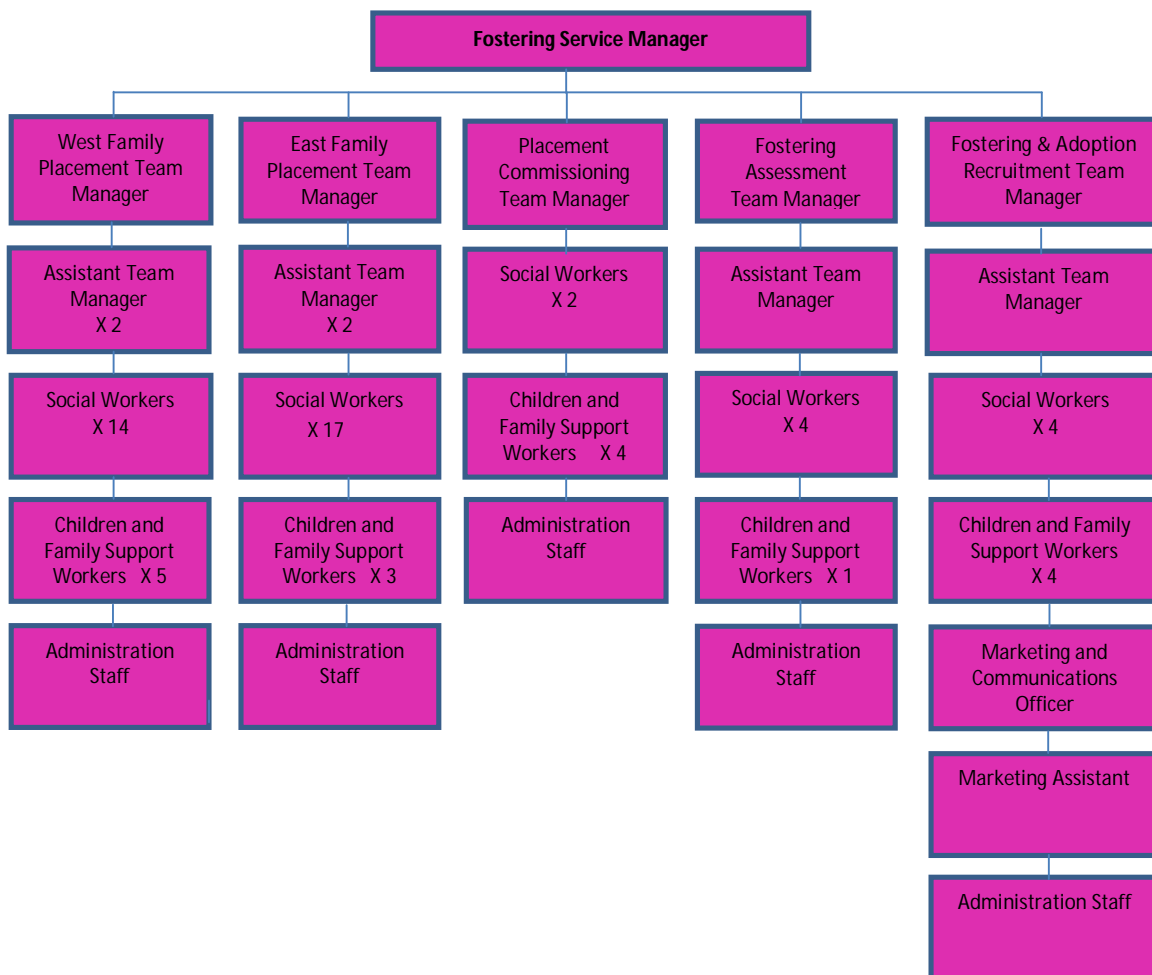 Fostering Service Manager
West Family
Placement Team
Manager
East Family
Placement Team
Manager
Placement
Commissioning
Team Manager
Fostering
Assessment
Team Manager
Fostering & Adoption
Recruitment Team
Manager
Assistant Team
Manager
X 2
Assistant Team
Manager
X 2
Social Workers
X 2
Assistant Team
Manager
Assistant Team
Manager
Social Workers
X 14
Social Workers
X 17
Children and
Family Support
Workers X 4
Social Workers
X 4
Social Workers
X 4
Children and
Family Support
Workers X 5
Children and
Family Support
Workers X 3
Administration
Staff
Children and
Family Support
Workers X 1
Children and Family
Support Workers
X 4
Administration
Staff
Administration
Staff
Administration
Staff
Marketing and
Communications
Officer
Marketing Assistant
Administration Staff